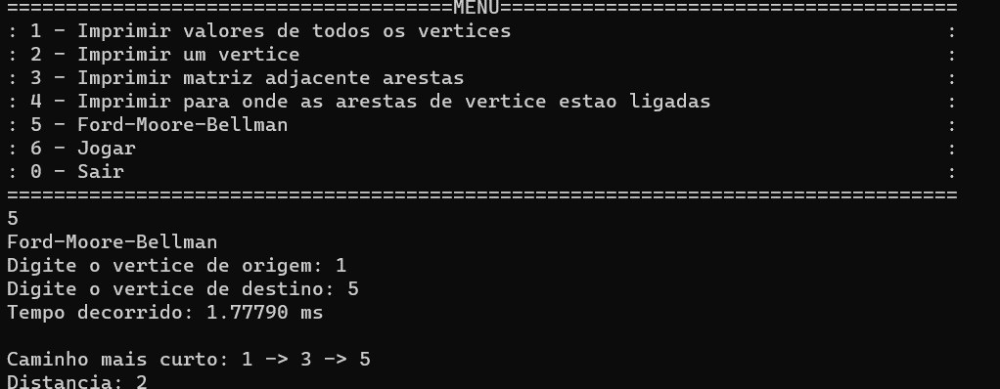 ======================================MENU=======================================
: 1 - Imprimir valores de todos os vertices                                     :
: 2 - Imprimir um vertice                                                       :
: 3 - Imprimir matriz adjacente arestas                                         :
: 4 - Imprimir para onde as arestas de vertice estao ligadas                    :
: 5 - Ford-Moore-Bellman                                                        :
: 6 - Jogar                                                                     :
: 0 - Sair                                                                      :
=================================================================================
5
Ford-Moore-Bellman
Digite o vertice de origem: 1
Digite o vertice de destino: 5
Tempo decorrido: 1.77790 ms

Caminho mais curto: 1 -> 3 -> 5
Distancia: 2